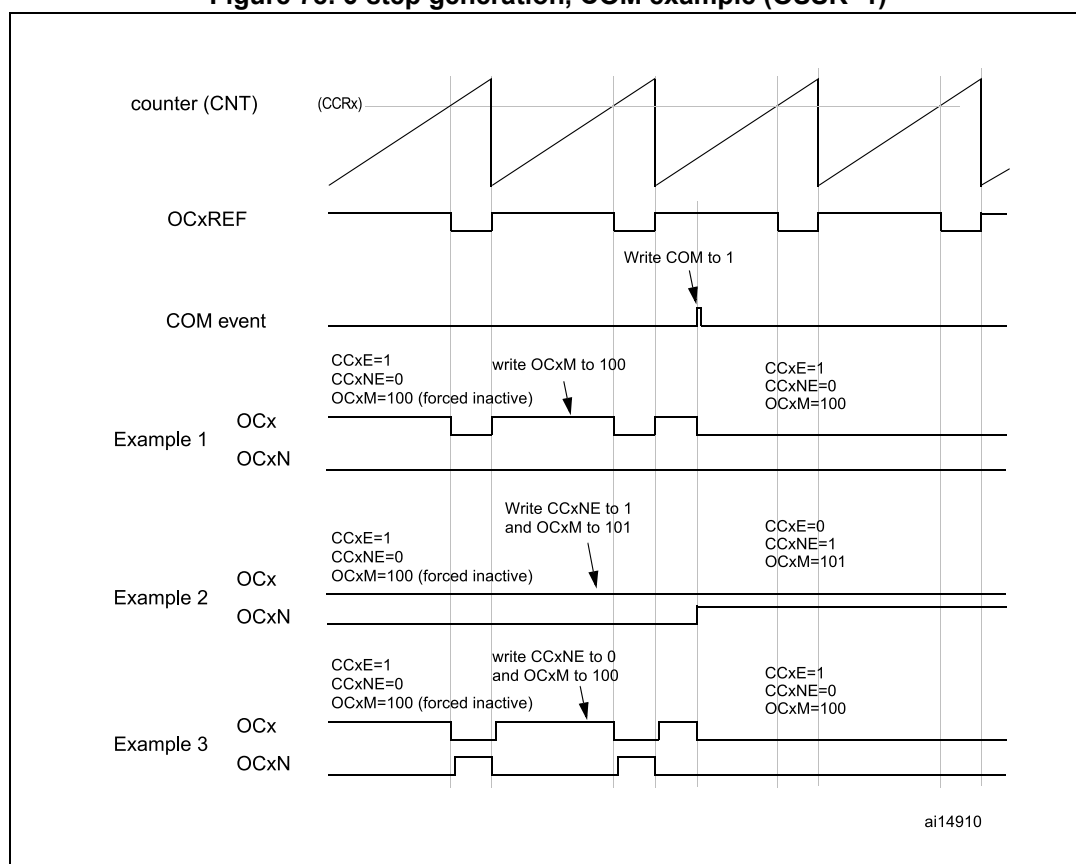 Figure 78. 6-step generation, COM example (OSSR=1)
counter (CNT)
(CCRx)
OCxREF
Write COM to 1
COM event
CCxE=1
CCxNE=0
OCxM=100 (forced inactive)
write OCxM to 100
CCxE=1
CCxNE=0
OCxM=100
Example 1
OCx
OCxN
Write CCxNE to 1
and OCxM to 101
CCxE=1
CCxNE=0
OCxM=100 (forced inactive)
CCxE=0
CCxNE=1
OCxM=101
Example 2
OCx
OCxN
write CCxNE to 0
and OCxM to 100
CCxE=1
CCxNE=0
OCxM=100 (forced inactive)
CCxE=1
CCxNE=0
OCxM=100
Example 3
OCx
OCxN
ai14910